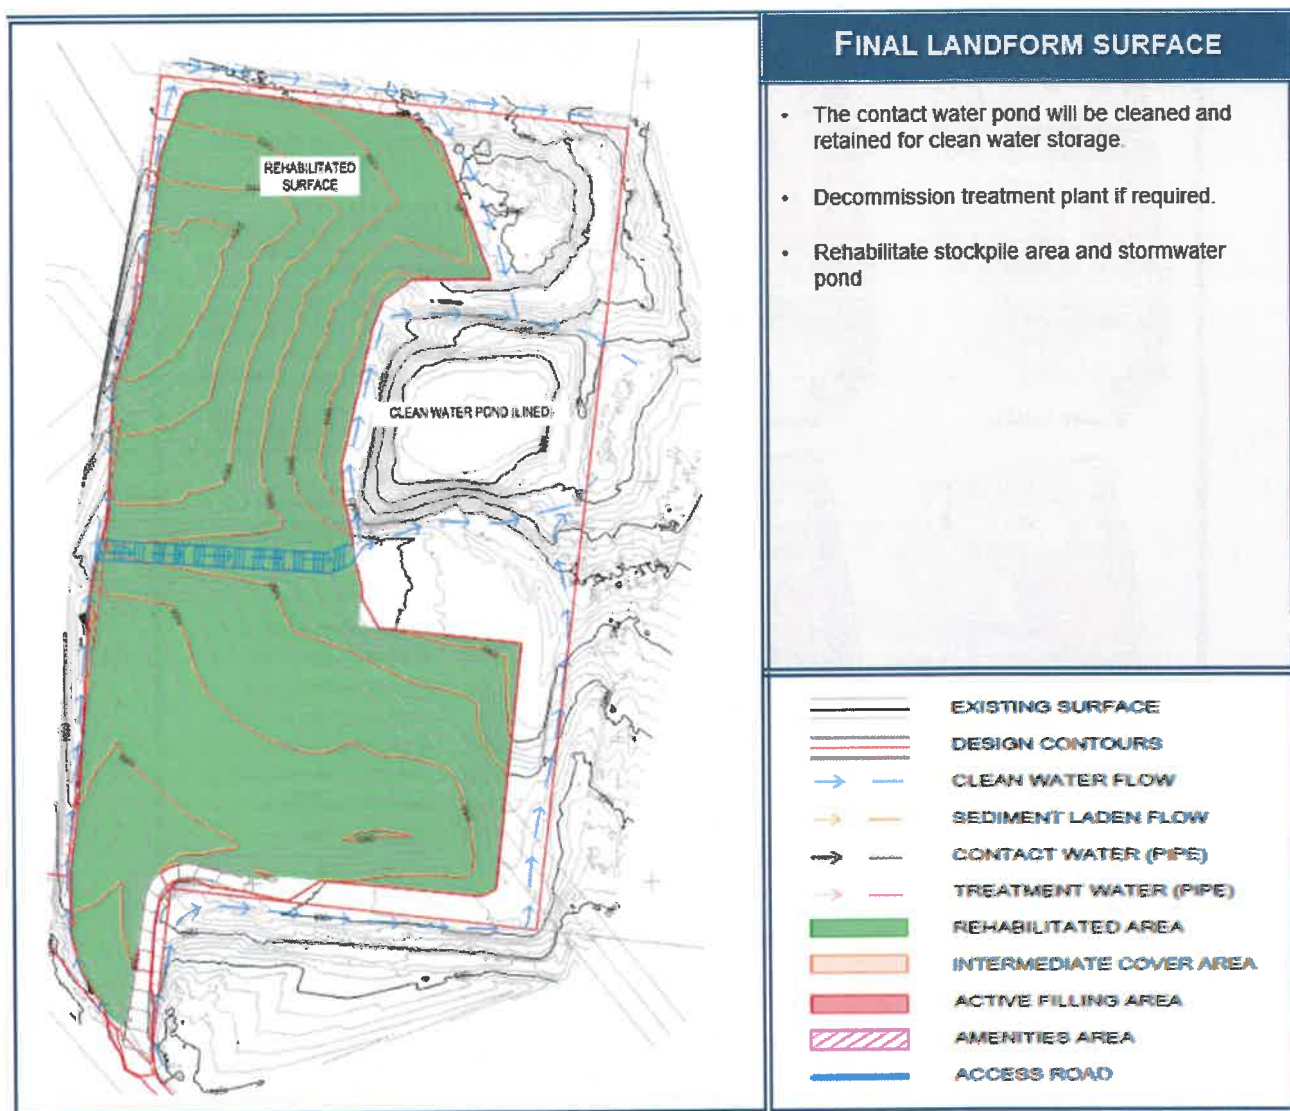 FINAL LANDFORM SURFACE
• The contact water pond will be cleaned and
retained for clean water storage.
• Decommission treatment plant if required.
• Rehabilitate stockpile area and stormwater
pond
REHABILITATED
SURFACE
CLEAN WATER POND (LINED)
EXISTING SURFACE
DESIGN CONTOURS
CLEAN WATER FLOW
SEDIMENT LADEN FLOW
CONTACT WATER (PIPE)
TREATMENT WATER (PIPE)
REHABILITATED AREA
INTERMEDIATE COVER AREA
ACTIVE FILLING AREA
AMENITIES AREA
ACCESS ROAD